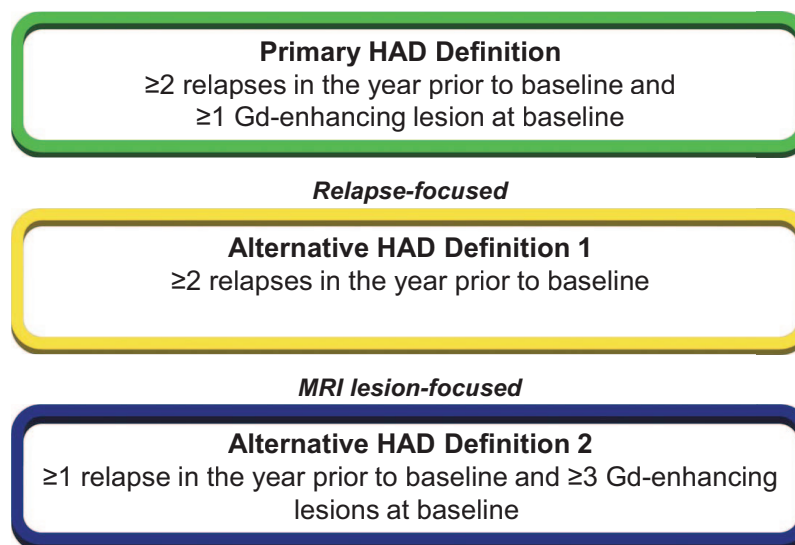 Primary HAD Definition
≥2 relapses in the year prior to baseline and
≥1 Gd-enhancing lesion at baseline
Relapse-focused
Alternative HAD Definition 1
≥2 relapses in the year prior to baseline
MRI lesion-focused
Alternative HAD Definition 2
≥1 relapse in the year prior to baseline and ≥3 Gd-enhancing
lesions at baseline